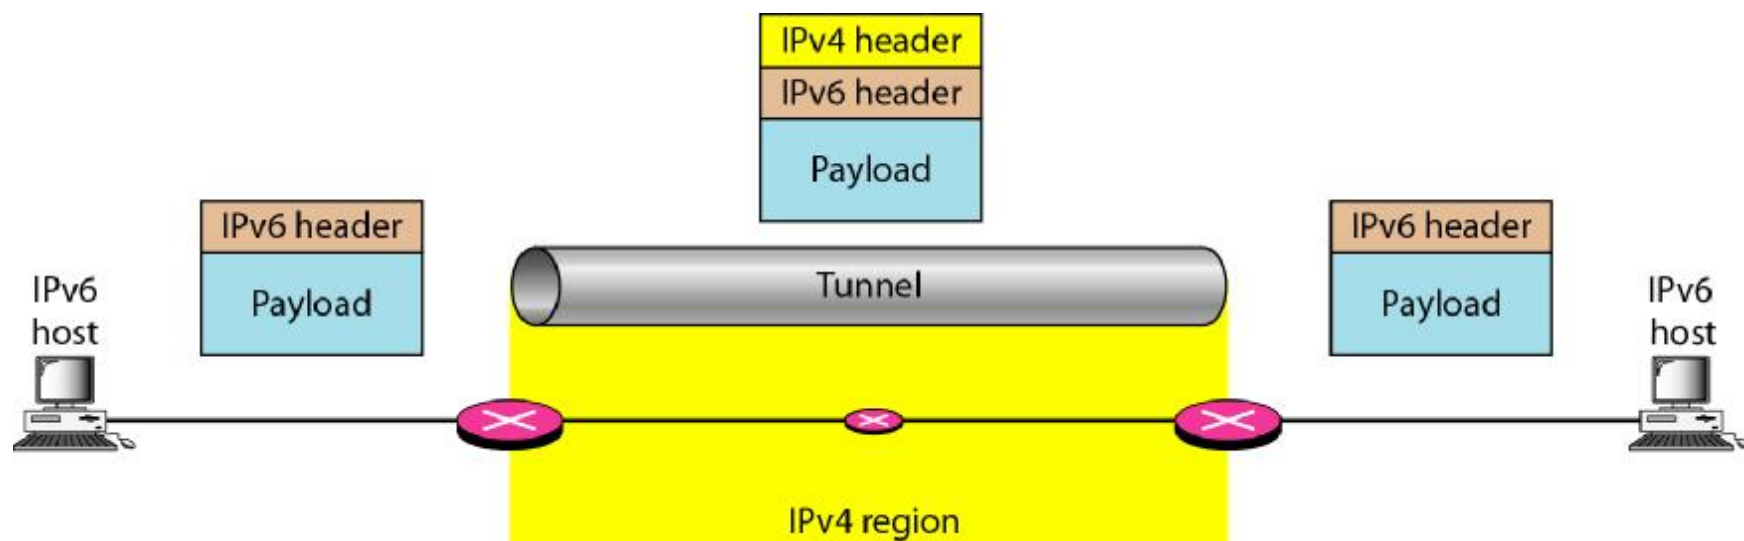 IPv4 header
IPv6 header
Payload
IPv6 header
Payload
IPv6 header
Payload
IPv6
host
Tunnel
IPv6
host
IPv4 region